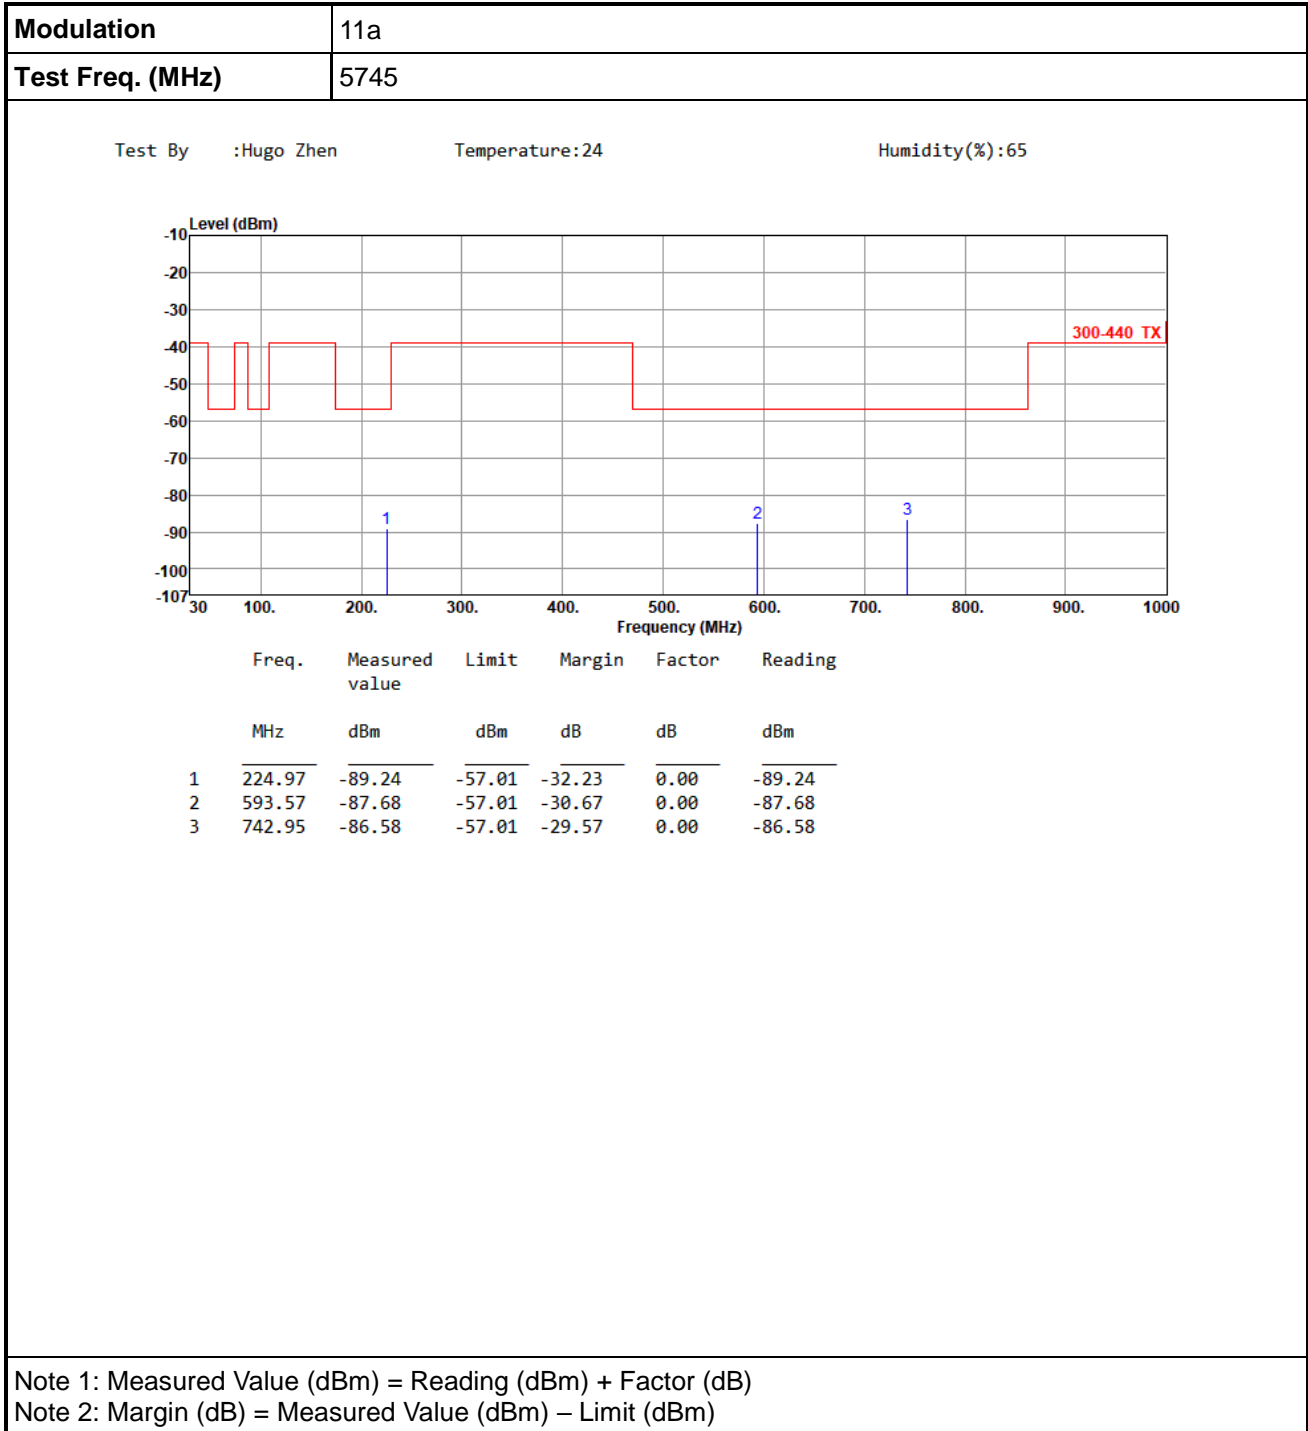 Modulation 11a
Test Freq. (MHz) 5745
Test By :Hugo Zhen Temperature:24 Humidity(%):65
Level (dBm)
-10
-20
-30
300-440 TX
-40
-50
-60
-70
-80
1 2 3
-90
-100
-107
30 100. 200. 300. 400. 500. 600. 700. 800. 900. 1000
Frequency (MHz)
Freq. Measured Limit Margin Factor Reading
value
MHz dBm dBm dB dB dBm
1 224.97 -89.24 -57.01 -32.23 0.00 -89.24
2 593.57 -87.68 -57.01 -30.67 0.00 -87.68
3 742.95 -86.58 -57.01 -29.57 0.00 -86.58
Note 1: Measured Value (dBm) = Reading (dBm) + Factor (dB)
Note 2: Margin (dB) = Measured Value (dBm) – Limit (dBm)